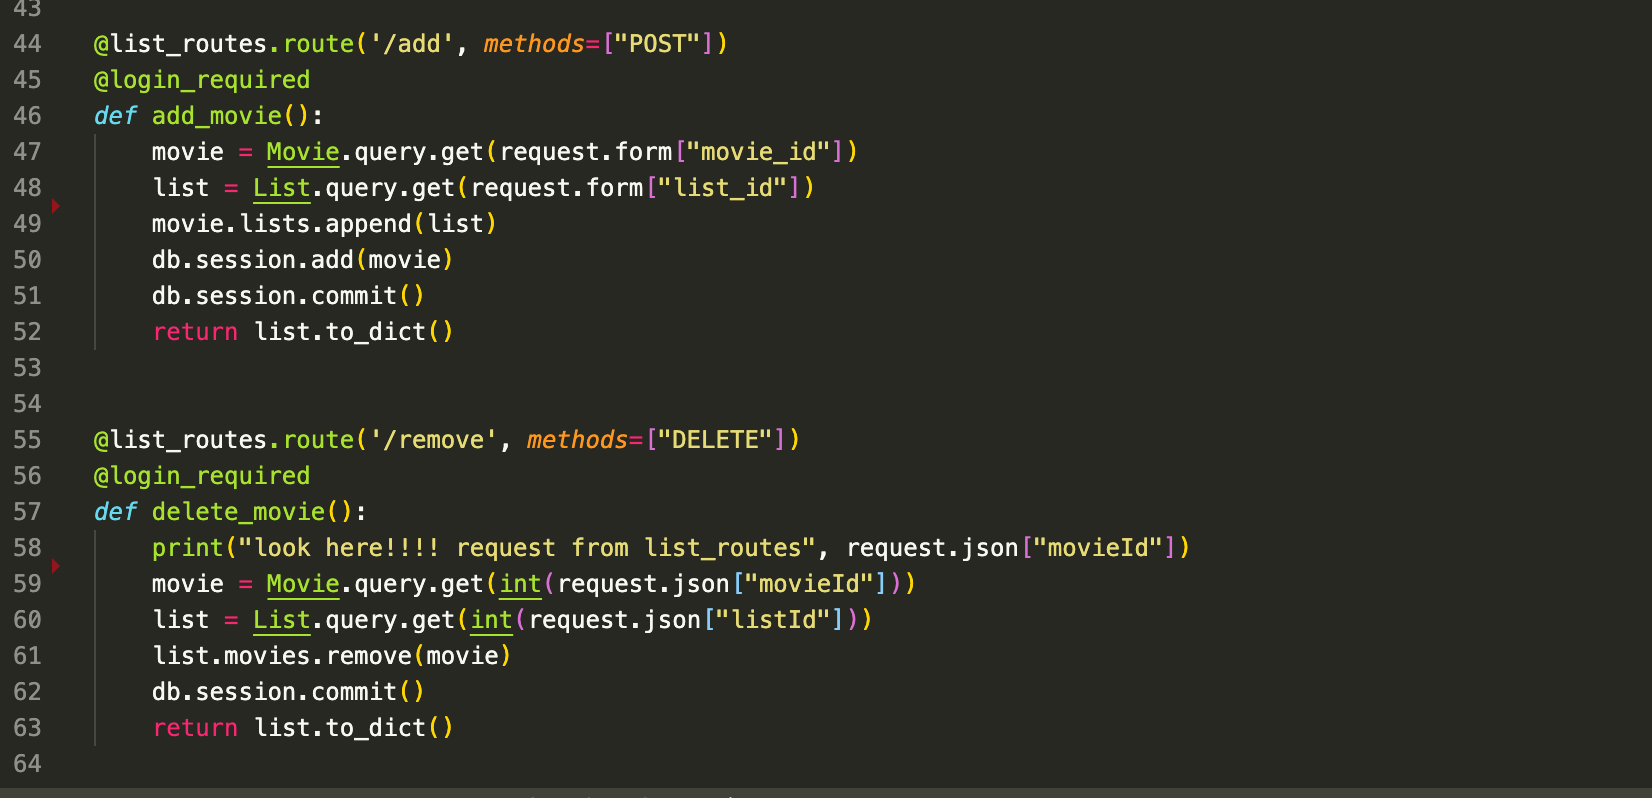 43
44 @list_routes.route('/add', methods=["POST"])
45 @login_required
46 def add_movie():
47     movie = Movie.query.get(request.form["movie_id"])
48     list = List.query.get(request.form["list_id"])
49     movie.lists.append(list)
50     db.session.add(movie)
51     db.session.commit()
52     return list.to_dict()
53
54
55 @list_routes.route('/remove', methods=["DELETE"])
56 @login_required
57 def delete_movie():
58     print("look here!!!! request from list_routes", request.json["movieId"])
59     movie = Movie.query.get(int(request.json["movieId"]))
60     list = List.query.get(int(request.json["listId"]))
61     list.movies.remove(movie)
62     db.session.commit()
63     return list.to_dict()
64